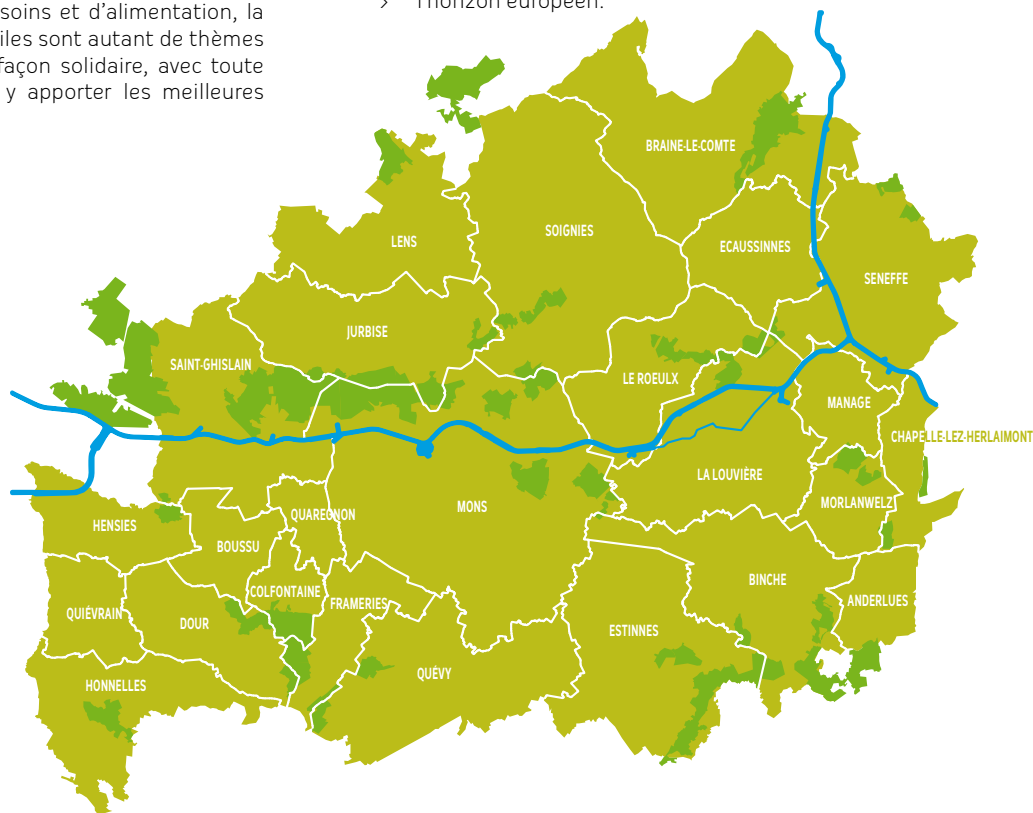 soins et d’alimentation, la
iles sont autant de thèmes
façon solidaire, avec toute
y apporter les meilleures
> l’horizon européen.
BRAINE-LE-COMTE
SOIGNIES
LENS
ECAUSSINNES
SENEFFE
JURBISE
SAINT-GHISLAIN
LE ROEULX
MANAGE
CHAPELLE-LEZ-HERLAIMONT
LA LOUVIÈRE
MORLANWELZ
MONS
QUAREGNON
HENSIES
BOUSSU
BINCHE
COLFONTAINE
FRAMERIES
ANDERLUES
QUIÉVRAIN
DOUR
ESTINNES
QUÉVY
HONNELLES